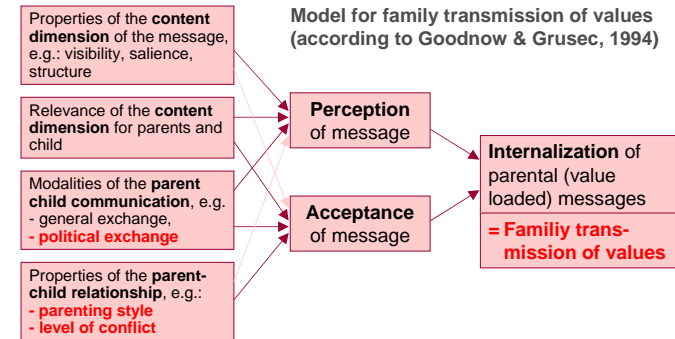 Model for family transmission of values
(according to Goodnow & Grusec, 1994)
Properties of the content
dimension of the message,
e.g.: visibility, salience,
structure
Relevance of the content
dimension for parents and
child
Modalities of the parent
child communication, e.g.
- general exchange,
- political exchange
Properties of the parent-
child relationship, e.g.:
- parenting style
- level of conflict
Perception
of message
Acceptance
of message
Internalization of
parental (value
loaded) messages
= Familiy trans-
mission of values